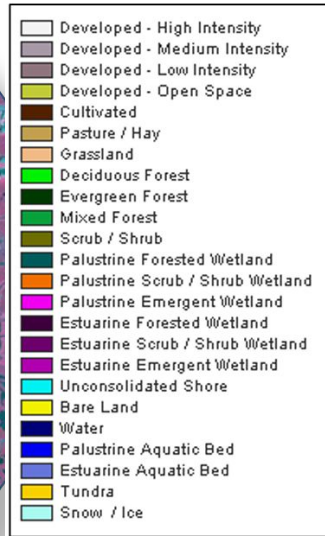 Developed - High Intensity
Developed - Medium Intensity
Developed - Low Intensity
Developed - Open Space
Cultivated
Pasture / Hay
Grassland
Deciduous Forest
Evergreen Forest
Mixed Forest
Scrub / Shrub
Palustrine Forested Wetland
Palustrine Scrub / Shrub Wetland
Palustrine Emergent Wetland
Estuarine Forested Wetland
Estuarine Scrub / Shrub Wetland
Estuarine Emergent Wetland
Unconsolidated Shore
Bare Land
Water
Palustrine Aquatic Bed
Estuarine Aquatic Bed
Tundra
Snow / Ice